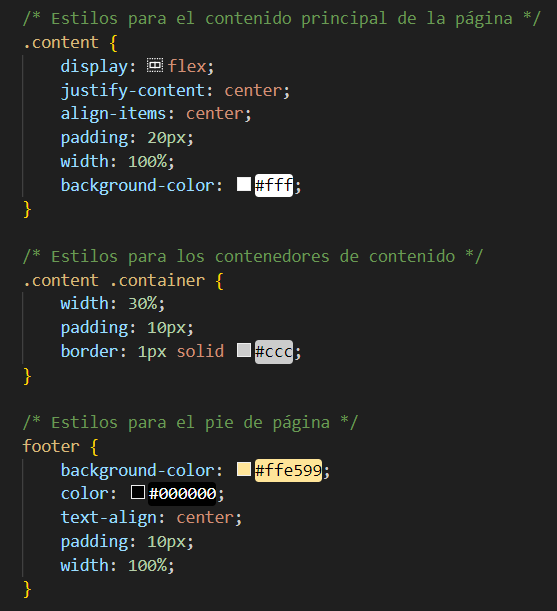 /* Estilos para el contenido principal de la página */
.content {
display: flex;
justify-content: center;
align-items: center;
padding: 20px;
width: 100%;
background-color: #fff;
}
/* Estilos para los contenedores de contenido */
.content .container {
width: 30%;
padding: 10px;
border: 1px solid #ccc;
}
/* Estilos para el pie de página */
footer {
background-color: #ffe599;
color: #000000;
text-align: center;
padding: 10px;
width: 100%;
}